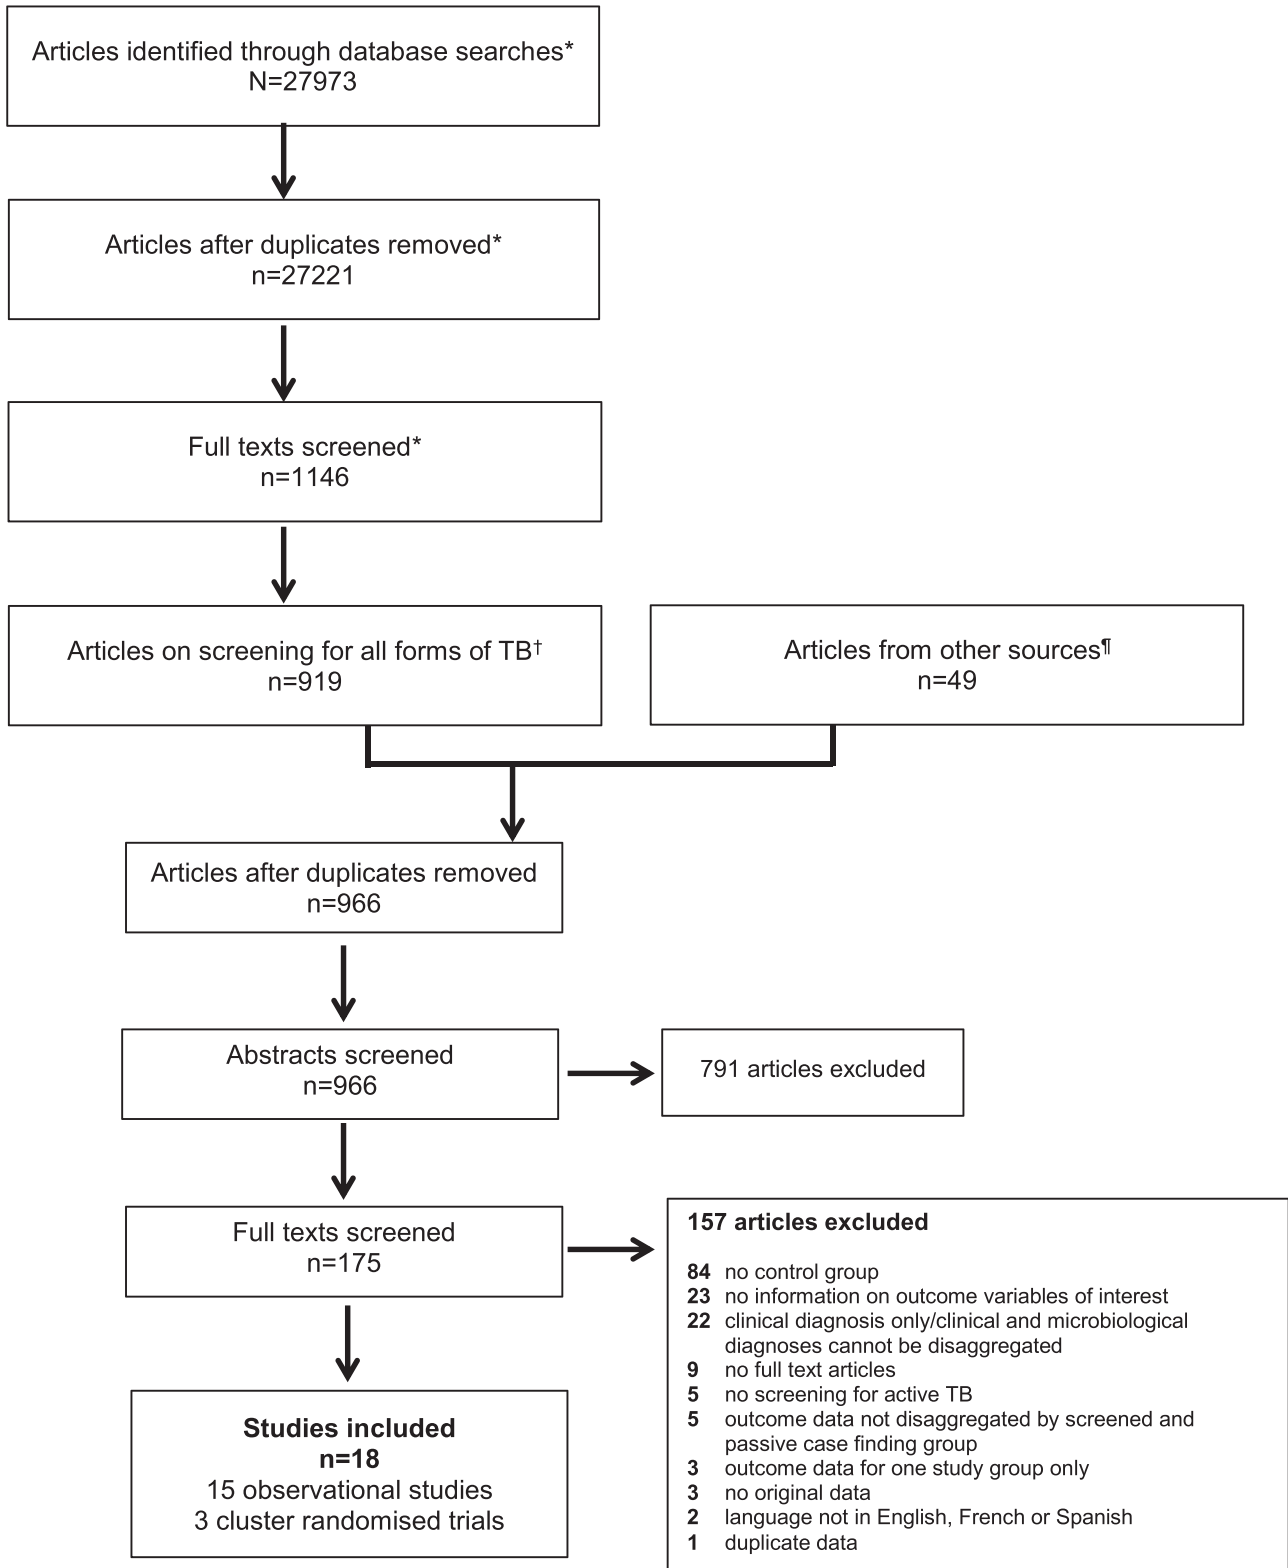 Articles identified through database searches*
N=27973
Articles after duplicates removed*
n=27221
Full texts screened*
n=1146
Articles on screening for all forms of TB†
n=919
Articles from other sources¶
n=49
Articles after duplicates removed
n=966
Abstracts screened
n=966
791 articles excluded
Full texts screened
n=175
157 articles excluded
84 no control group
23 no information on outcome variables of interest
22 clinical diagnosis only/clinical and microbiological
diagnoses cannot be disaggregated
9 no full text articles
5 no screening for active TB
5 outcome data not disaggregated by screened and
passive case finding group
3 outcome data for one study group only
3 no original data
2 language not in English, French or Spanish
1 duplicate data
Studies included
n=18
15 observational studies
3 cluster randomised trials